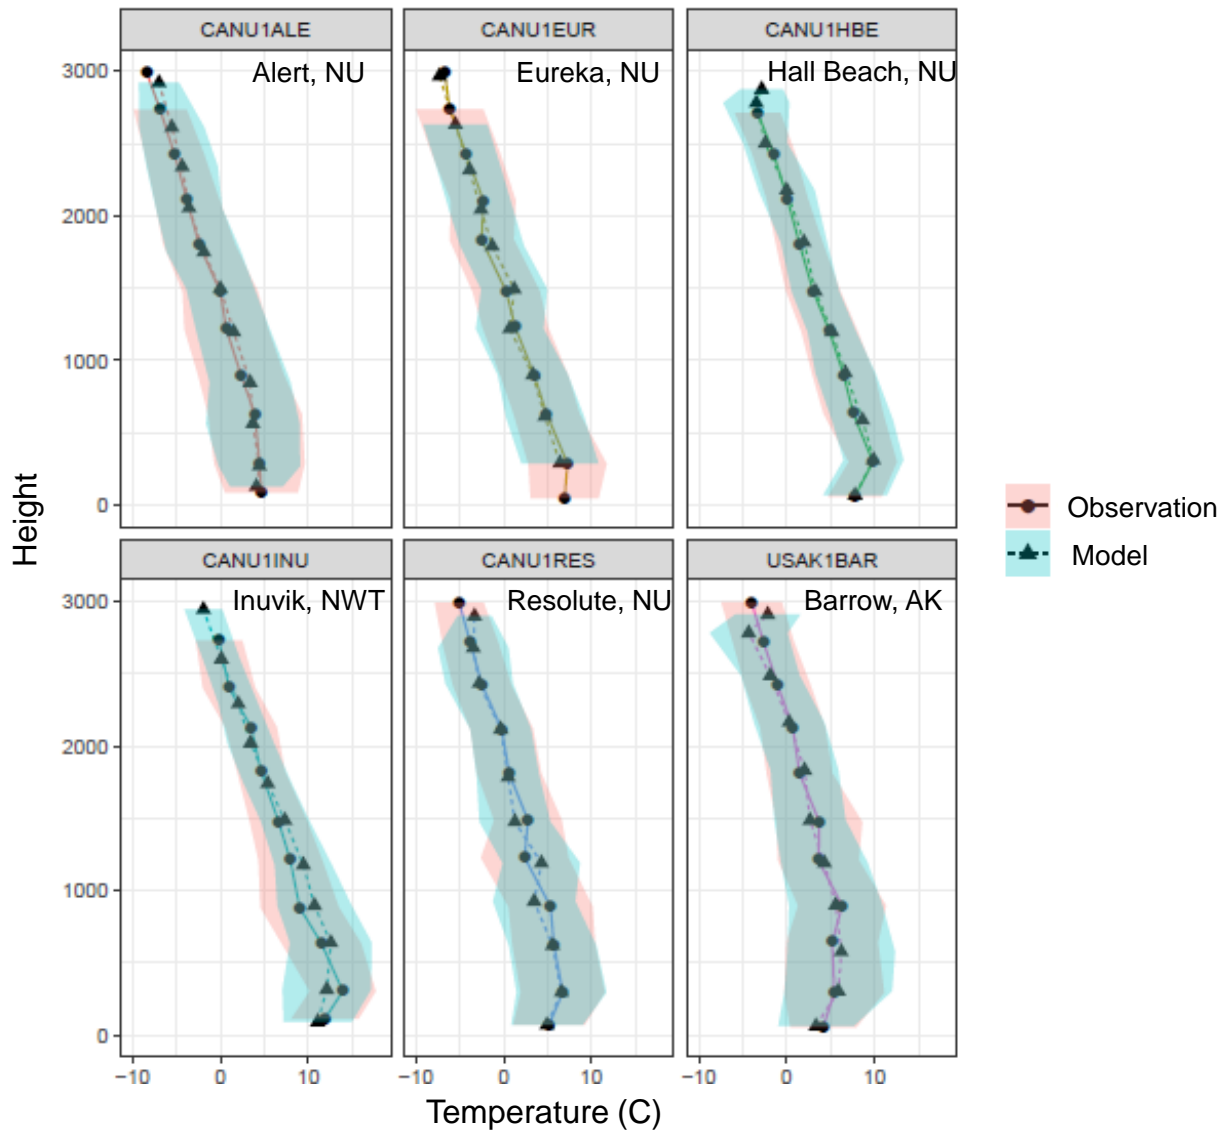 CANU1ALE CANU1EUR CANU1HBE
Alert, NU Eureka, NU Hall Beach, NU
3000
2000
1000
0
Height
Observation
Model
CANU1INU CANU1RES USAK1BAR
Inuvik, NWT Resolute, NU Barrow, AK
3000
2000
1000
0
−10 0 10 −10 0 10 −10 0 10
Temperature (C)